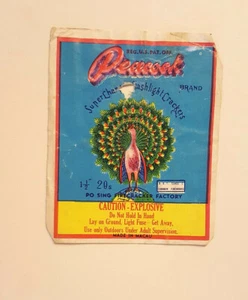 REG. U.S. PAT. OFF.
Peacock
BRAND
Super Charged Flashlight Crackers
1½" 20s
PO SING FIRECRACKER FACTORY
CAUTION - EXPLOSIVE
Do Not Hold In Hand
Lay on Ground, Light Fuse - Get Away.
Use only Outdoors Under Adult Supervision.
MADE IN MACAU